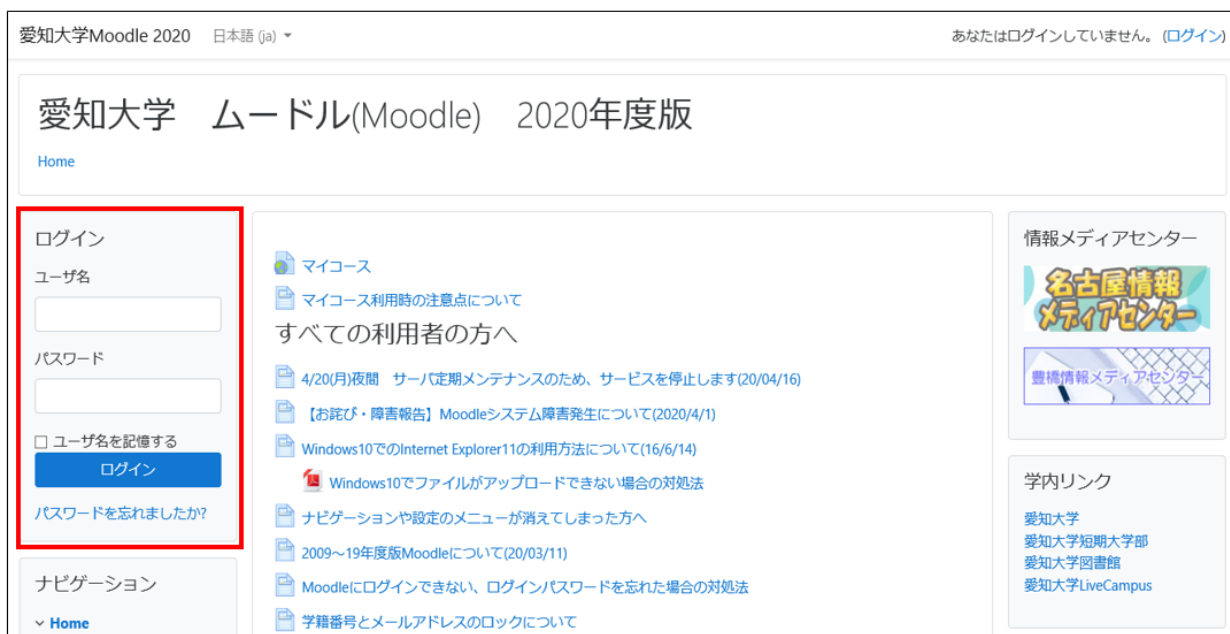 愛知大学Moodle 2020 日本語 (ja)
あなたはログインしていません。 (ログイン)
愛知大学　ムードル(Moodle)　2020年度版
Home
ログイン
ユーザ名
パスワード
ユーザ名を記憶する
ログイン
パスワードを忘れましたか?
ナビゲーション
Home
マイコース
マイコース利用時の注意点について
すべての利用者の方へ
4/20(月)夜間　サーバ定期メンテナンスのため、サービスを停止します(20/04/16)
【お詫び・障害報告】Moodleシステム障害発生について(2020/4/1)
Windows10でのInternet Explorer11の利用方法について(16/6/14)
Windows10でファイルがアップロードできない場合の対処法
ナビゲーションや設定のメニューが消えてしまった方へ
2009～19年度版Moodleについて(20/03/11)
Moodleにログインできない、ログインパスワードを忘れた場合の対処法
学籍番号とメールアドレスのロックについて
情報メディアセンター
名古屋情報
メディアセンター
豊橋情報メディアセンター
学内リンク
愛知大学
愛知大学短期大学部
愛知大学図書館
愛知大学LiveCampus